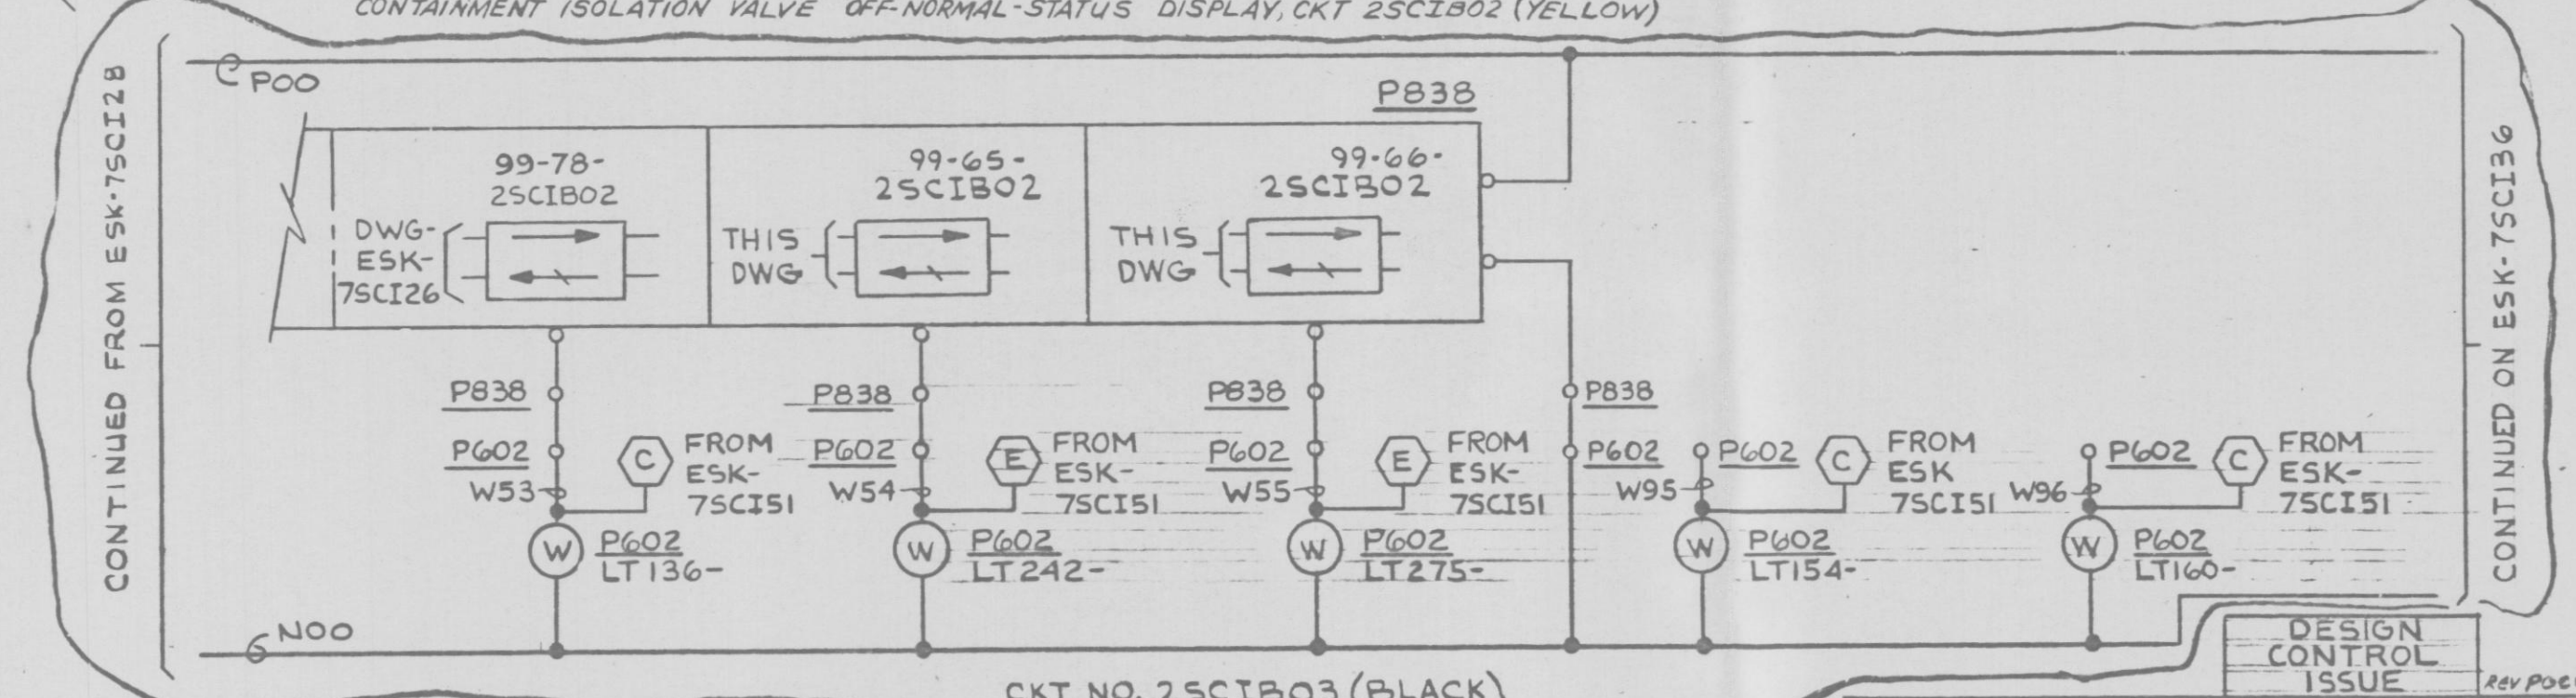 CONTAINMENT ISOLATION VALVE OFF-NORMAL-STATUS DISPLAY, CKT 2SCIB02 (YELLOW)
CONTINUED FROM ESK-7SCI28
P00
P838
99-78-
2SCIB02
DWG-
ESK-
7SCI26
99-65-
2SCIB02
THIS
DWG
99-66-
2SCIB02
THIS
DWG
P838
P602
W53
C
FROM
ESK-
7SCI51
W
P602
LT136-
P838
P602
W54
E
FROM
ESK-
7SCI51
W
P602
LT242-
P838
P602
W55
E
FROM
ESK-
7SCI51
W
P602
LT275-
P838
P602
P602
W95
C
FROM
ESK
7SCI51
W
P602
LT154-
P602
W96
C
FROM
ESK-
7SCI51
W
P602
LT160-
CONTINUED ON ESK-7SCI36
N00
CKT NO. 2SCIB03 (BLACK)
DESIGN
CONTROL
ISSUE
REV